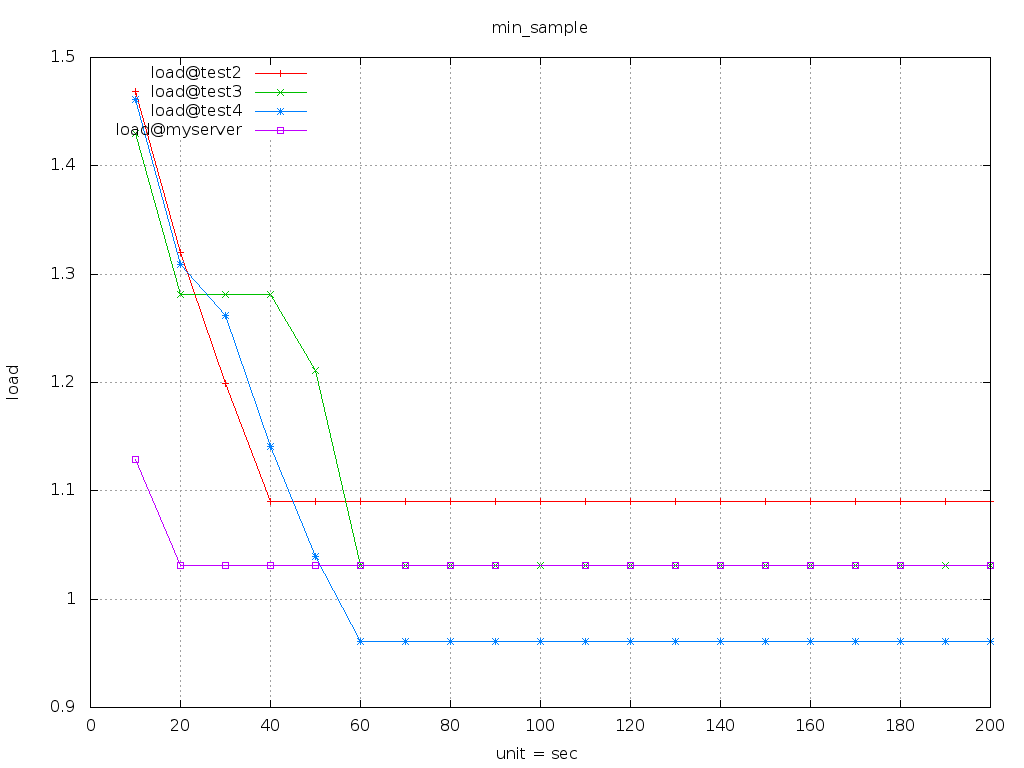 min_sample
load@test2
load@test3
load@test4
load@myserver
1.5
1.4
1.3
1.2
1.1
1
0.9
load
0 20 40 60 80 100 120 140 160 180 200
unit = sec